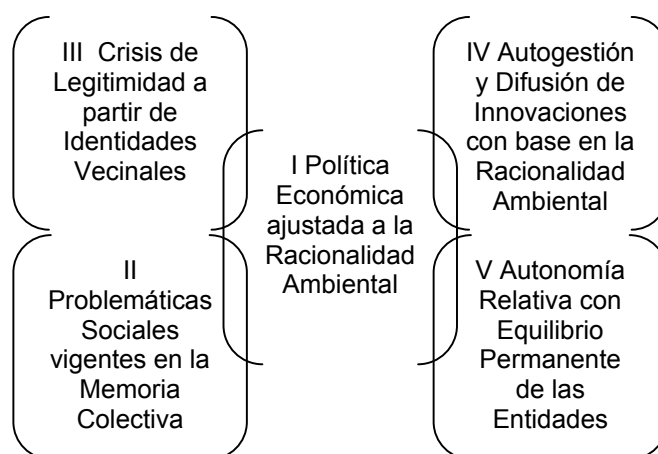 III Crisis de
Legitimidad a
partir de
Identidades
Vecinales
II
Problemáticas
Sociales
vigentes en la
Memoria
Colectiva
I Política
Económica
ajustada a la
Racionalidad
Ambiental
IV Autogestión
y Difusión de
Innovaciones
con base en la
Racionalidad
Ambiental
V Autonomía
Relativa con
Equilibrio
Permanente
de las
Entidades